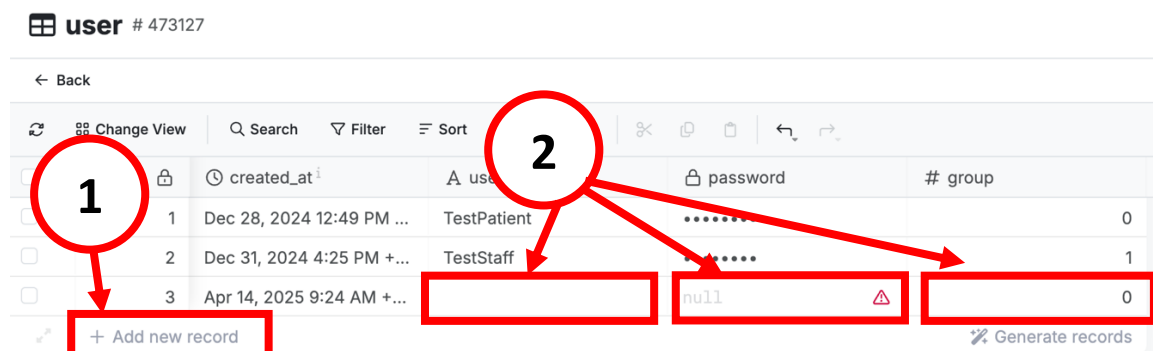 user # 473127
← Back
Change View Search Filter Sort
2
1
created_at i A use password # group
1 Dec 28, 2024 12:49 PM ... TestPatient •••••••• 0
2 Dec 31, 2024 4:25 PM +... TestStaff •••••••• 1
3 Apr 14, 2025 9:24 AM +... null 0
+ Add new record Generate records